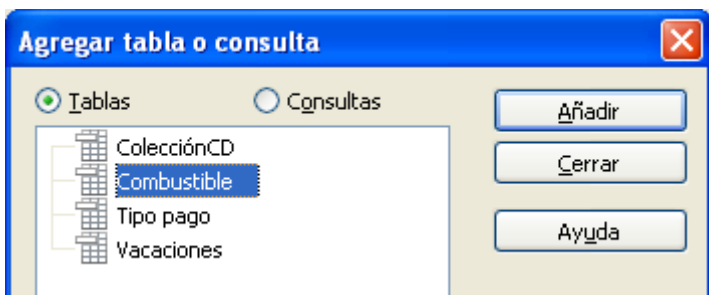 Agregar tabla o consulta
Tablas
Consultas
Añadir
ColecciónCD
Combustible
Cerrar
Tipo pago
Vacaciones
Ayuda